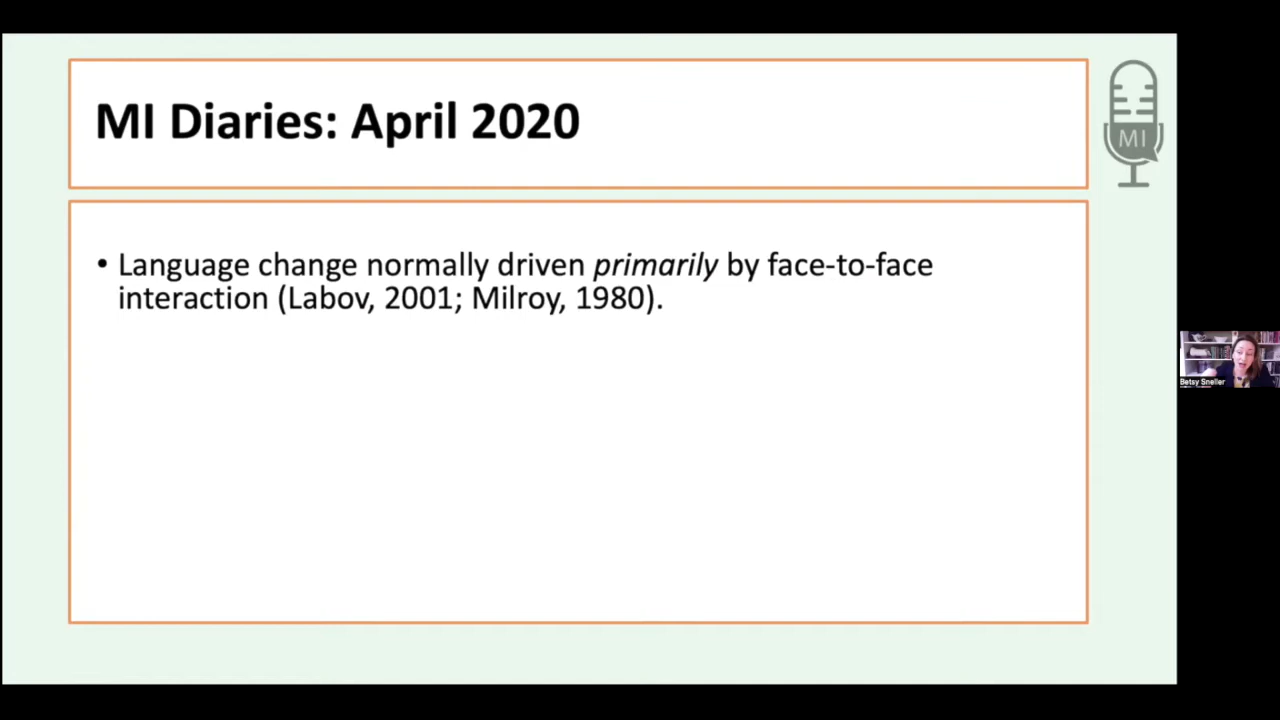 MI Diaries: April 2020
MI
• Language change normally driven primarily by face-to-face
interaction (Labov, 2001; Milroy, 1980).
Betsy Sneller